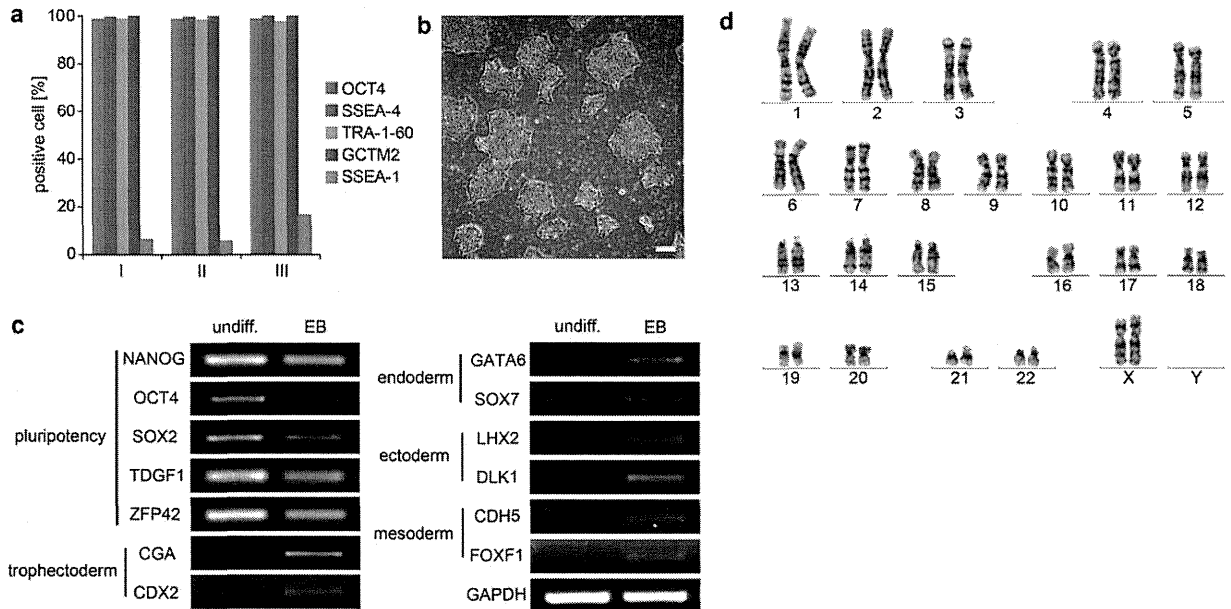 a
positive cell [%]
100
80
60
40
20
0
I II III
OCT4
SSEA-4
TRA-1-60
GCTM2
SSEA-1
b
c
undiff. EB
pluripotency
NANOG
OCT4
SOX2
TDGF1
ZFP42
trophectoderm
CGA
CDX2
undiff. EB
endoderm
GATA6
SOX7
ectoderm
LHX2
DLK1
mesoderm
CDH5
FOXF1
GAPDH
d
1 2 3 4 5
6 7 8 9 10 11 12
13 14 15 16 17 18
19 20 21 22 X Y